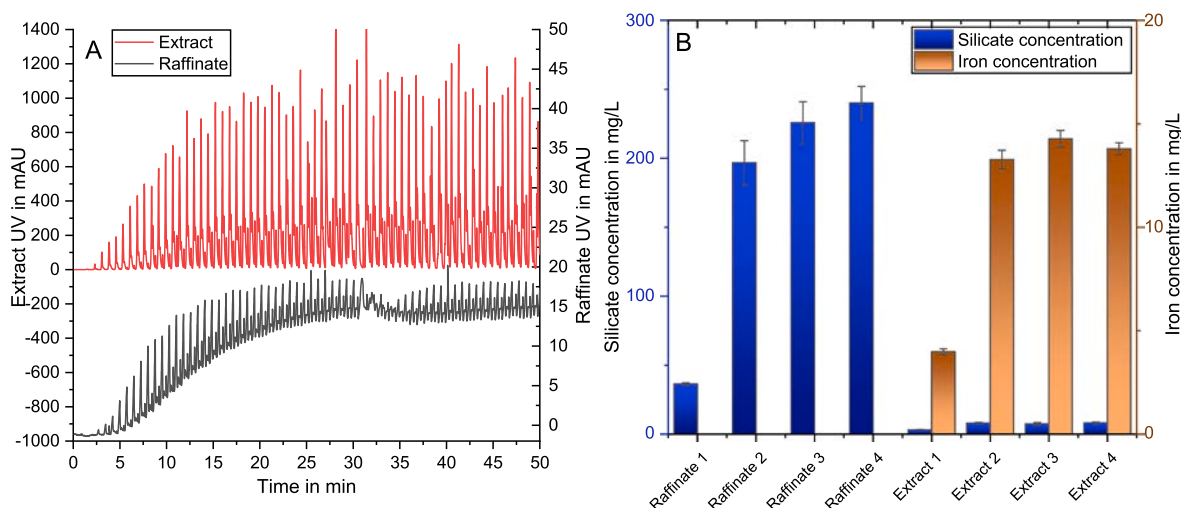 A
Extract
Raffinate
1400
1200
1000
800
600
400
200
0
-200
-400
-600
-800
-1000
Extract UV in mAU
0 5 10 15 20 25 30 35 40 45 50
Time in min
50
45
40
35
30
25
20
15
10
5
0
Raffinate UV in mAU
B
Silicate concentration
Iron concentration
300
200
100
0
Silicate concentration in mg/L
Raffinate 1
Raffinate 2
Raffinate 3
Raffinate 4
Extract 1
Extract 2
Extract 3
Extract 4
20
10
0
Iron concentration in mg/L